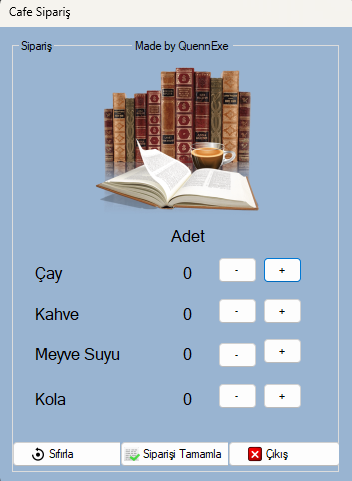 Cafe Sipariş
Sipariş Made by QuennExe
Adet
Çay 0 - +
Kahve 0 - +
Meyve Suyu 0 - +
Kola 0 - +
Sıfırla Siparişi Tamamla Çıkış